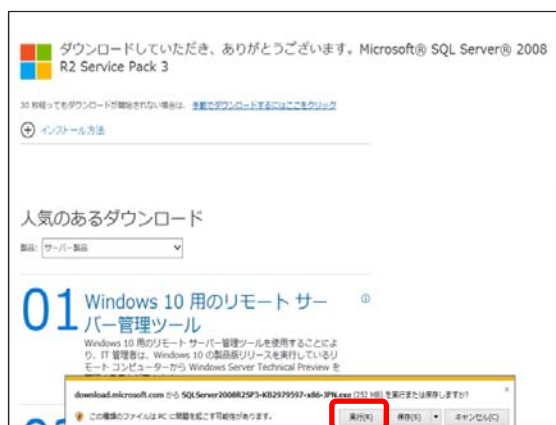 ダウンロードしていただき、ありがとうございます。Microsoft® SQL Server® 2008
R2 Service Pack 3
30 秒経ってもダウンロードが開始されない場合は、手動でダウンロードするにはここをクリック
インストール方法
人気のあるダウンロード
製品: サーバー製品
01 Windows 10 用のリモート サー
バー管理ツール
Windows 10 用のリモート サーバー管理ツールを使用することによ
り、IT 管理者は、Windows 10 の製品版リリースを実行しているリ
モート コンピューターから Windows Server Technical Preview を
download.microsoft.com から SQLServer2008R2SP3-KB2979597-x86-JPN.exe (252 MB) を実行または保存しますか?
この種類のファイルは PC に問題を起こす可能性があります。
実行(R) 保存(S) キャンセル(C)